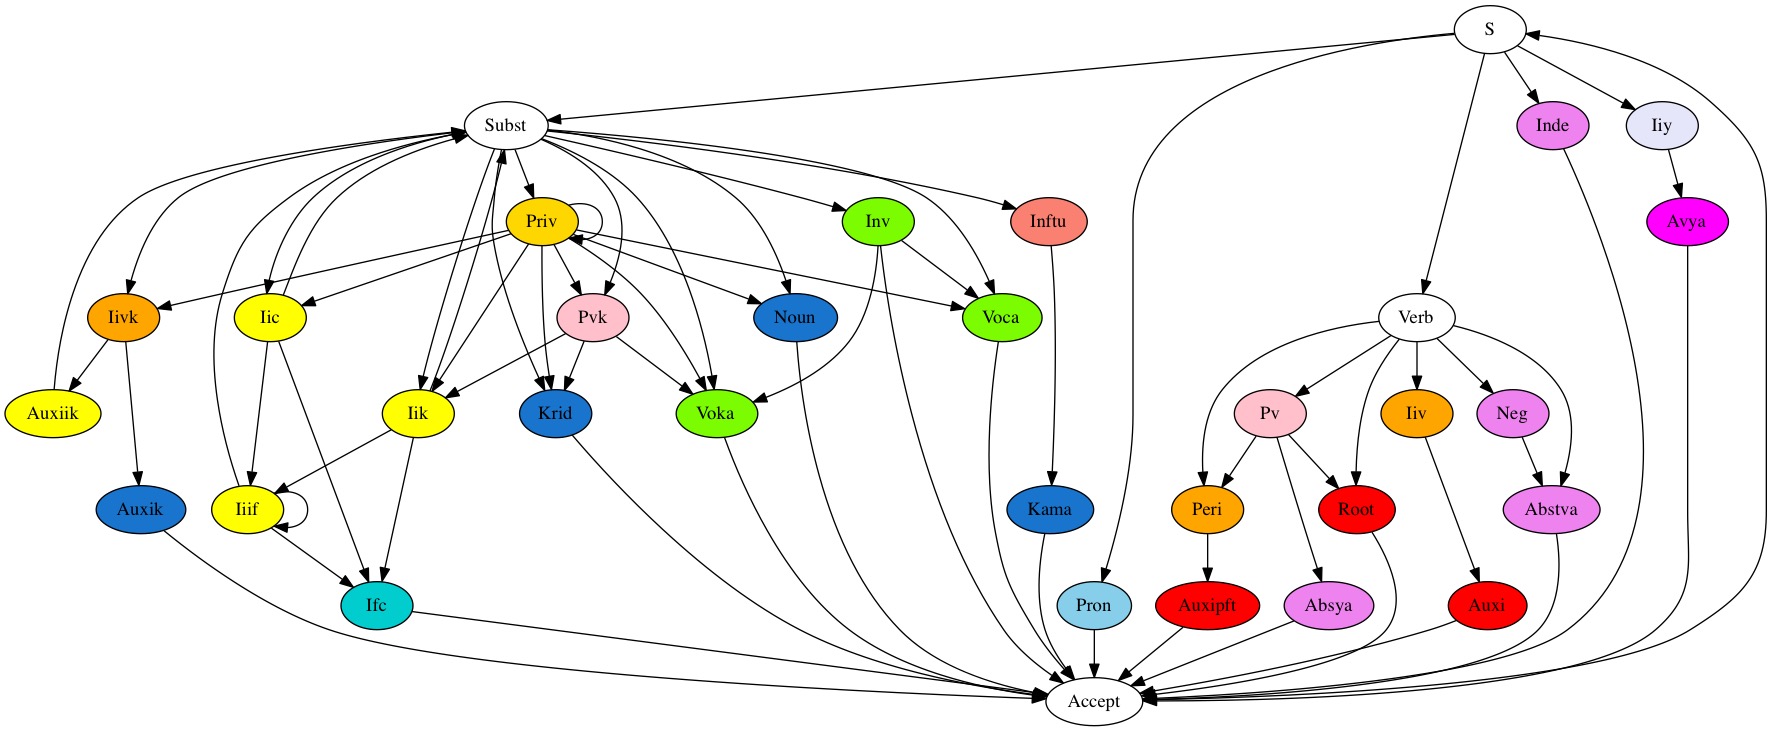 S
Subst
Inde
Iiy
Priv
Inv
Inftu
Avya
Iivk
Iic
Pvk
Noun
Voca
Verb
Auxiik
Iik
Krid
Voka
Pv
Iiv
Neg
Auxik
Iiif
Kama
Peri
Root
Abstva
Ifc
Pron
Auxipft
Absya
Auxi
Accept